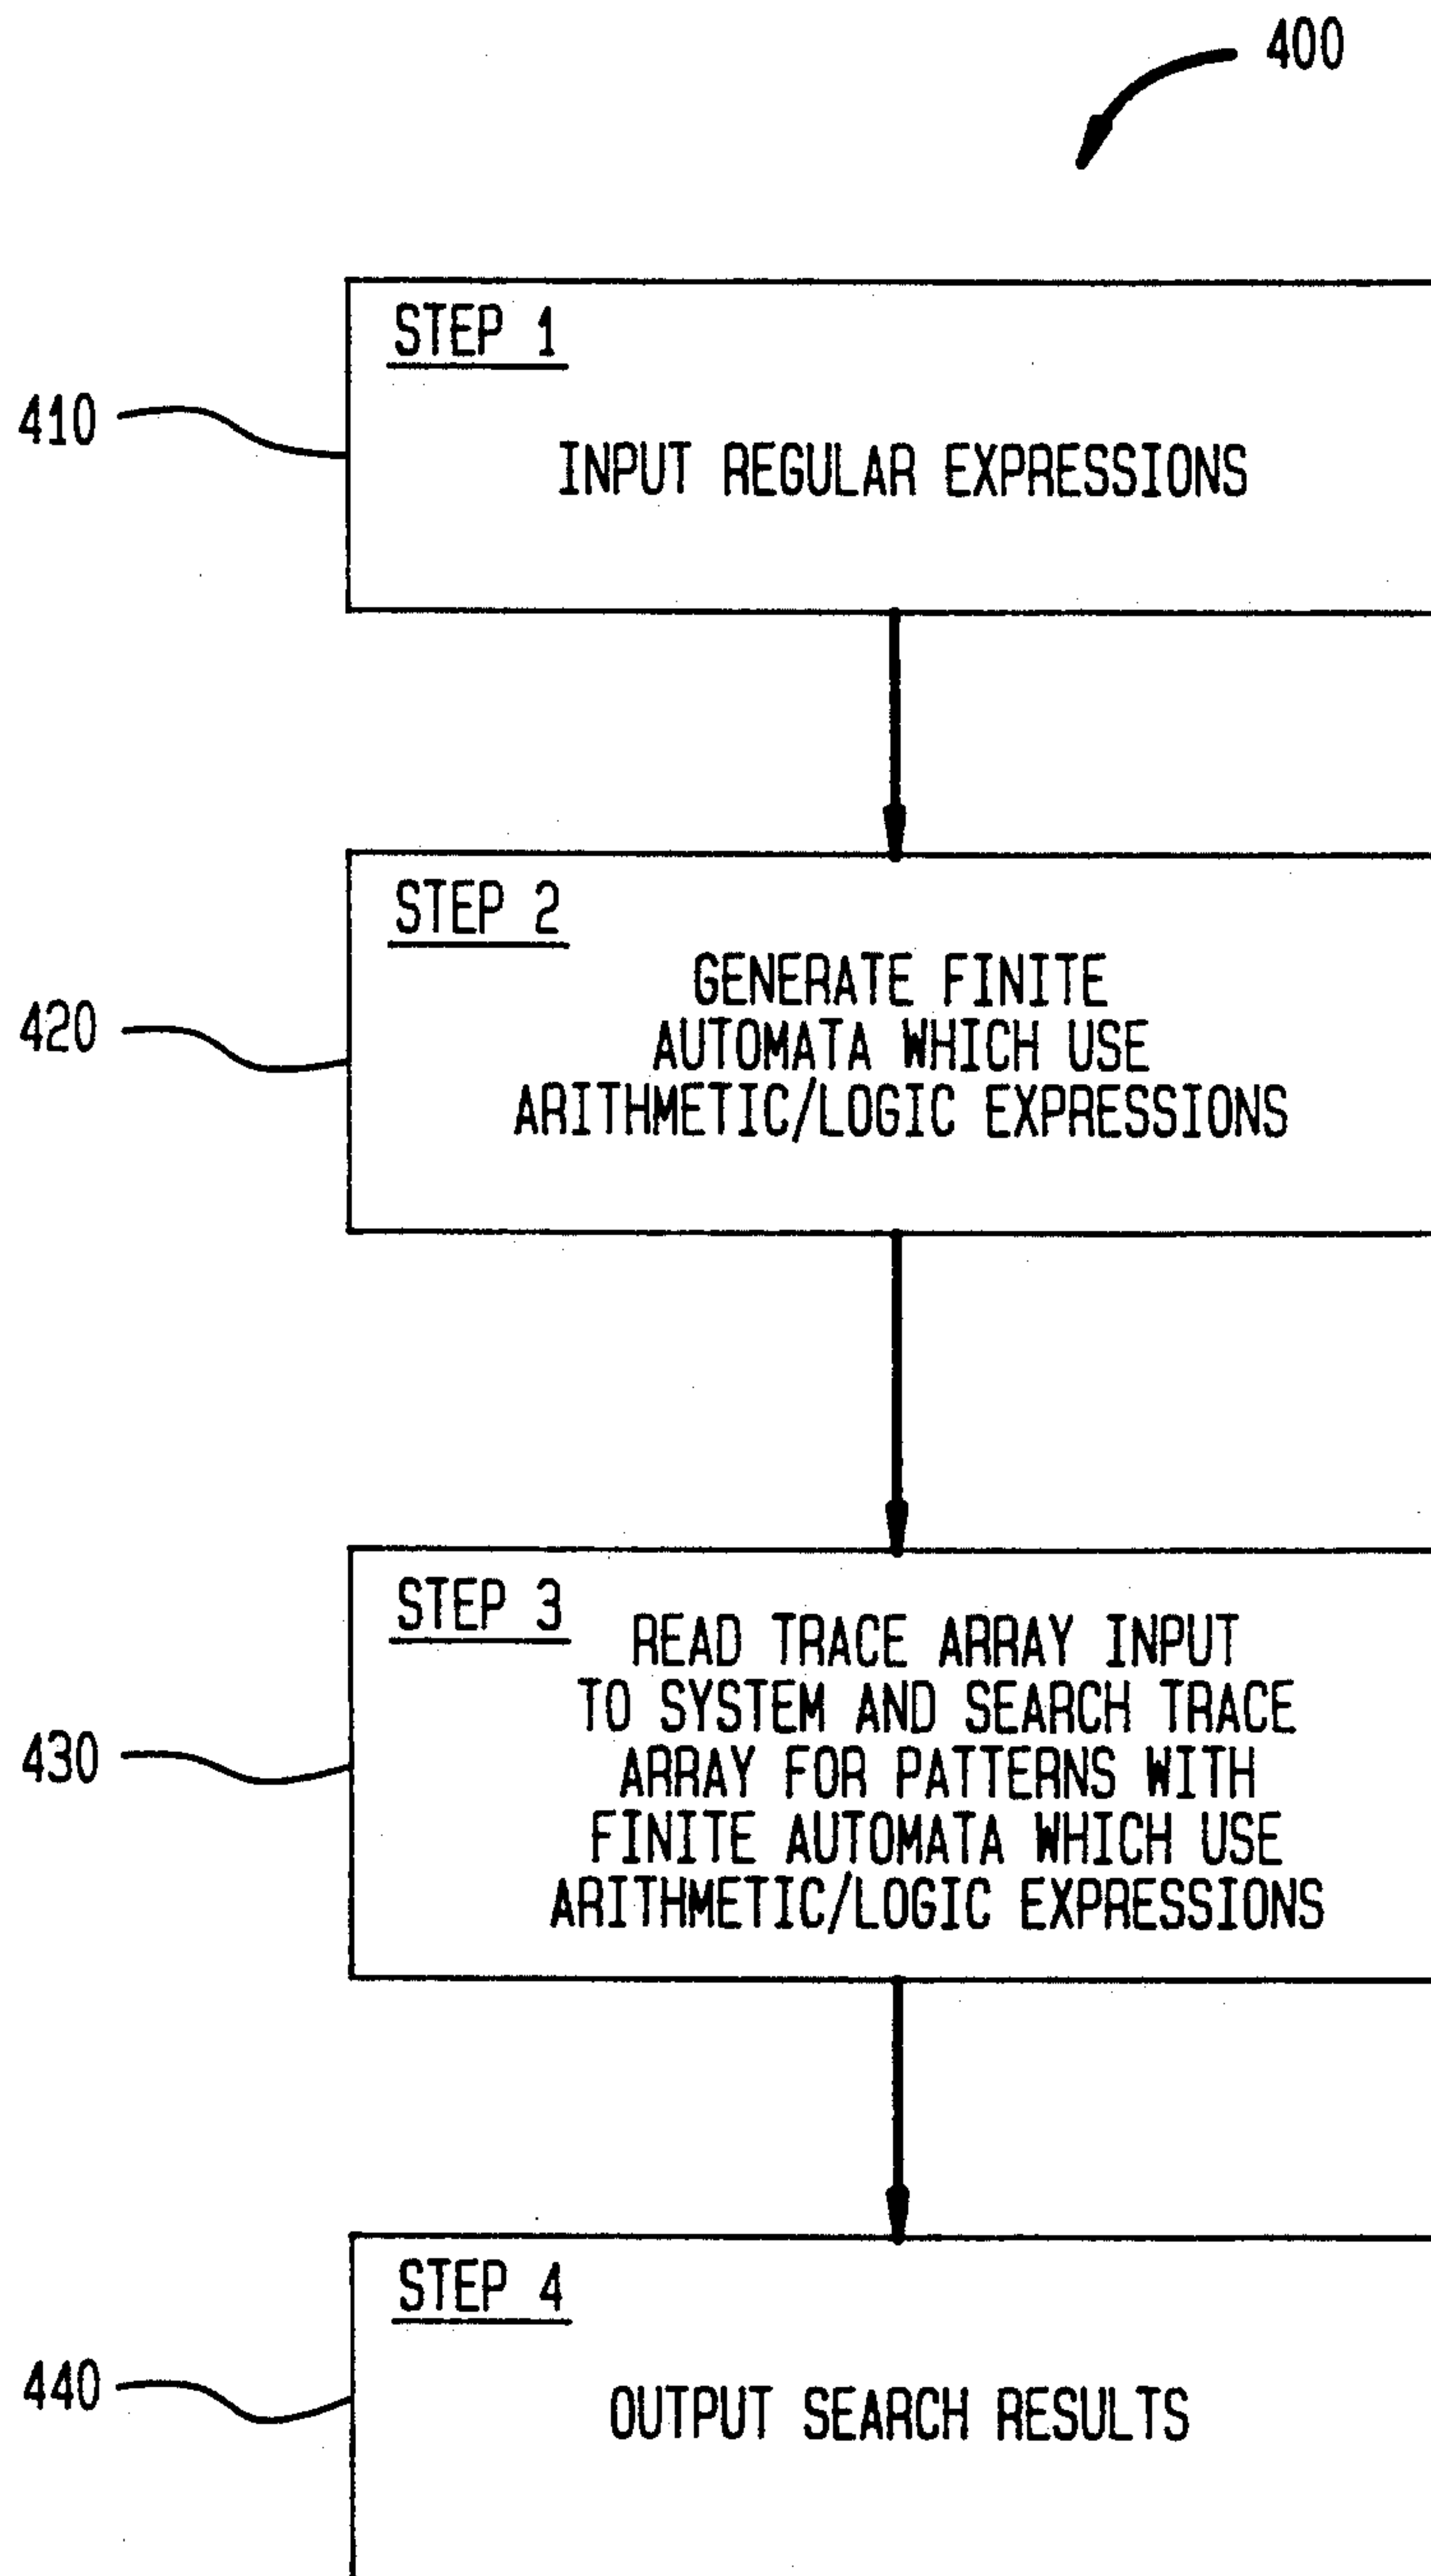 400
STEP 1
410
INPUT REGULAR EXPRESSIONS
STEP 2
GENERATE FINITE
AUTOMATA WHICH USE
ARITHMETIC/LOGIC EXPRESSIONS
420
STEP 3
READ TRACE ARRAY INPUT
TO SYSTEM AND SEARCH TRACE
ARRAY FOR PATTERNS WITH
FINITE AUTOMATA WHICH USE
ARITHMETIC/LOGIC EXPRESSIONS
430
STEP 4
440
OUTPUT SEARCH RESULTS